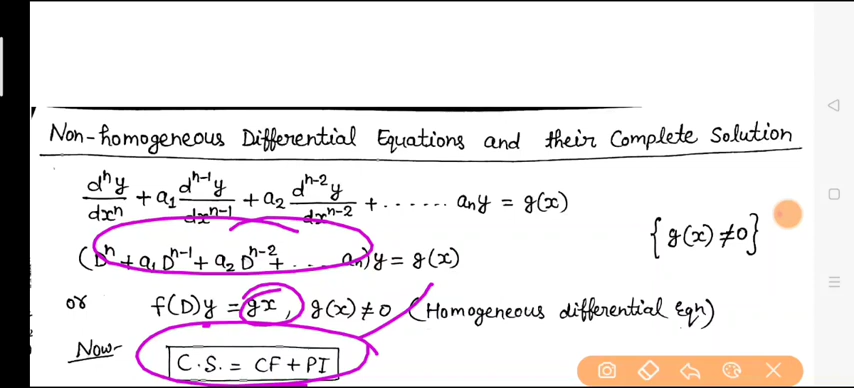 Non-homogeneous Differential Equations and their Complete Solution
dⁿy/dxⁿ + a₁ dⁿ⁻¹y/dxⁿ⁻¹ + a₂ dⁿ⁻²y/dxⁿ⁻² + ...... aₙy = g(x)
{g(x) ≠ 0}
(Dⁿ + a₁Dⁿ⁻¹ + a₂Dⁿ⁻² + ... aₙ)y = g(x)
or f(D)y = gx, g(x) ≠ 0 (Homogeneous differential Eqn)
Now- C.S. = CF + PI